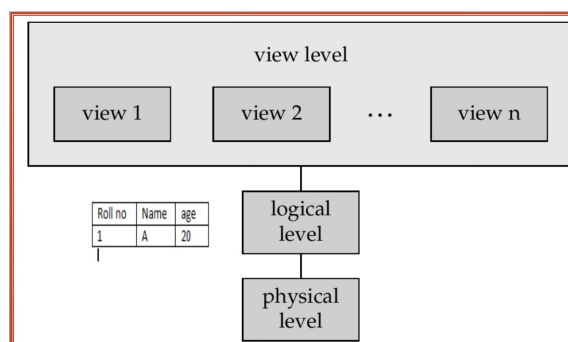 view level
view 1 view 2 … view n
logical
level
Roll no Name age
1 A 20
physical
level